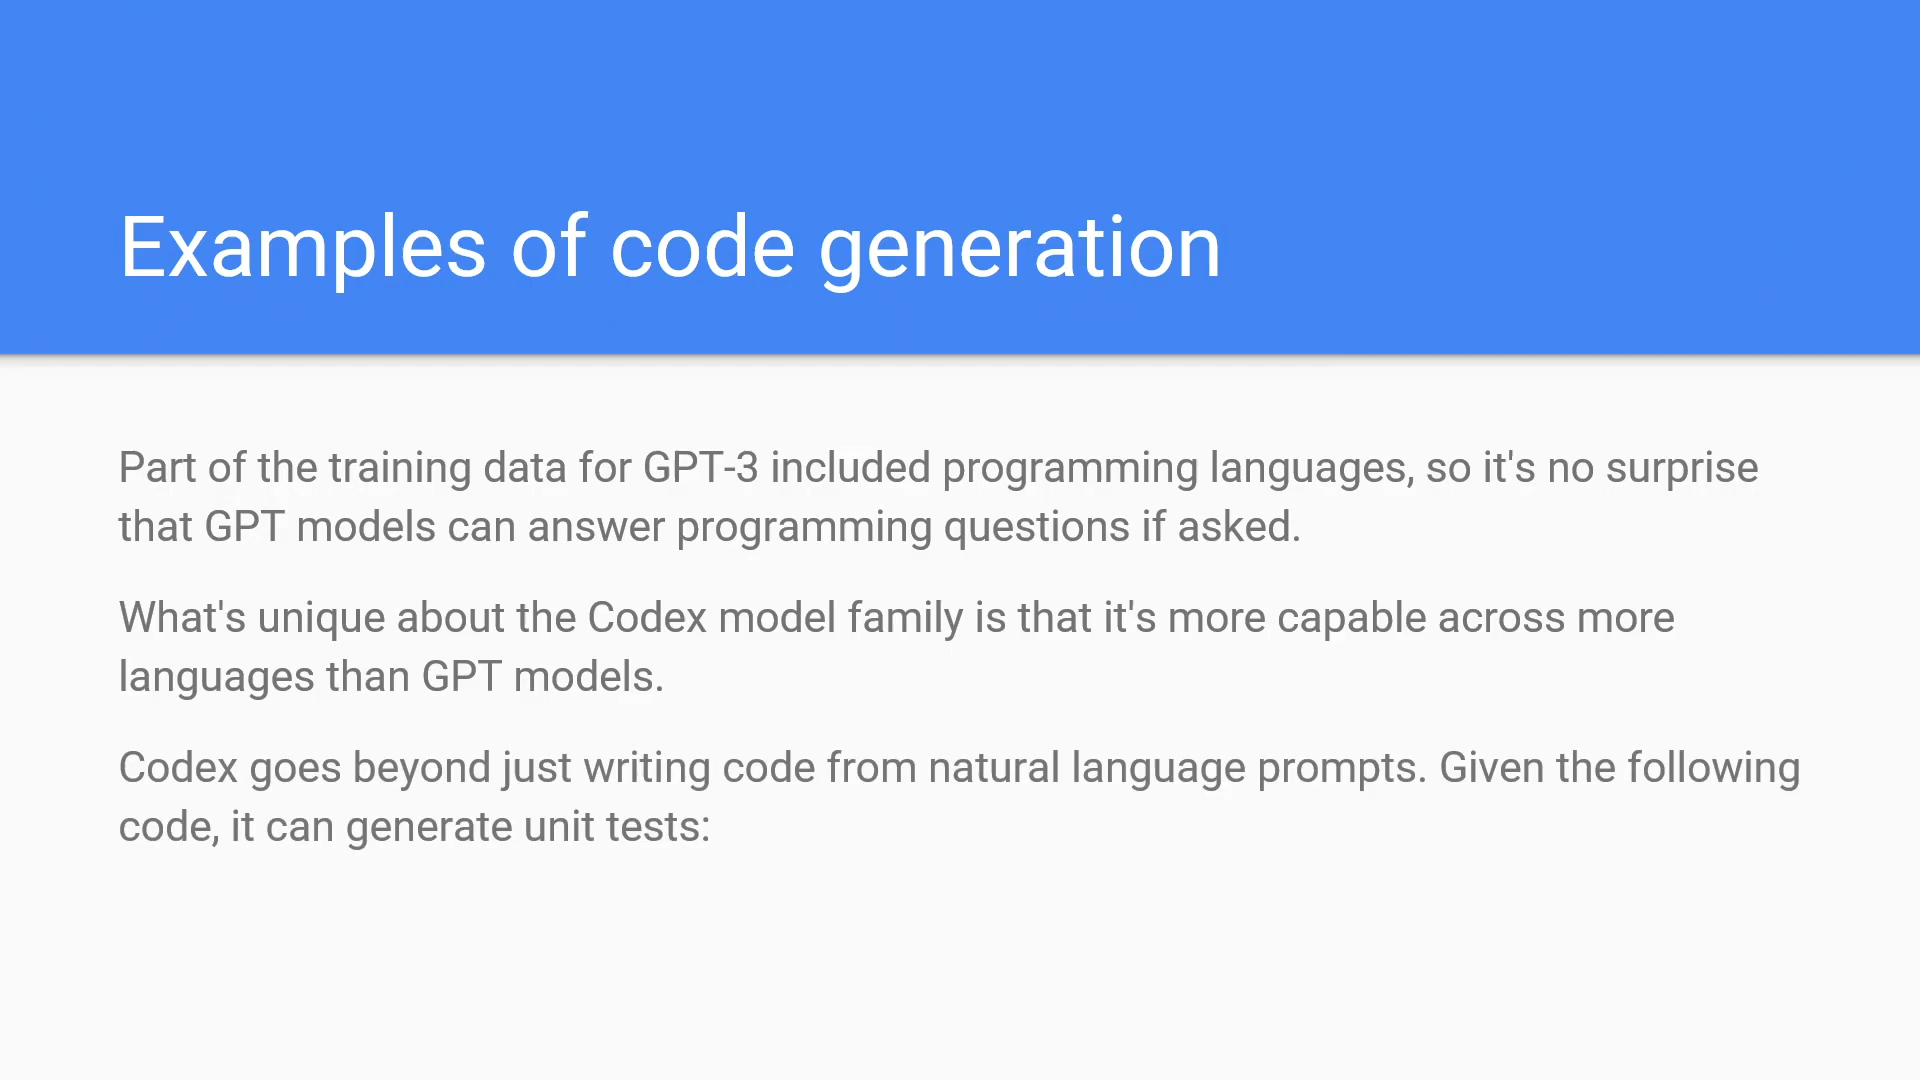 Examples of code generation
Part of the training data for GPT-3 included programming languages, so it's no surprise
that GPT models can answer programming questions if asked.
What's unique about the Codex model family is that it's more capable across more
languages than GPT models.
Codex goes beyond just writing code from natural language prompts. Given the following
code, it can generate unit tests: